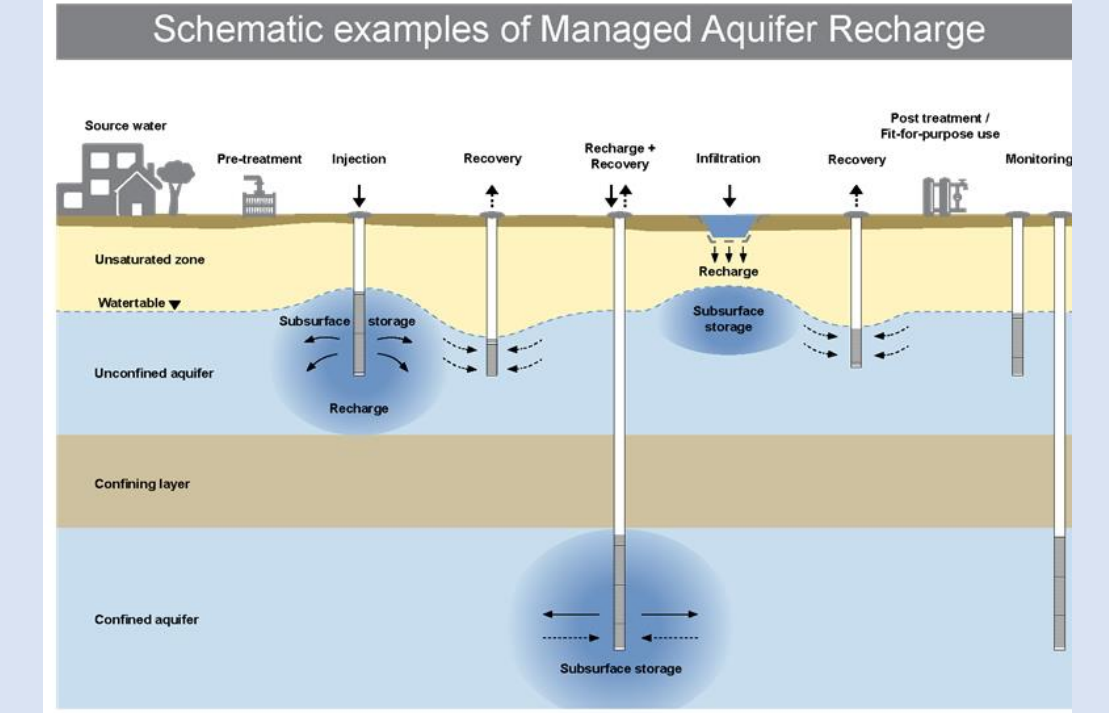 Schematic examples of Managed Aquifer Recharge
Source water
Pre-treatment
Injection
Recovery
Recharge +
Recovery
Infiltration
Recovery
Post treatment /
Fit-for-purpose use
Monitoring
Unsaturated zone
Recharge
Watertable
Subsurface storage
Subsurface
storage
Unconfined aquifer
Recharge
Confining layer
Confined aquifer
Subsurface storage